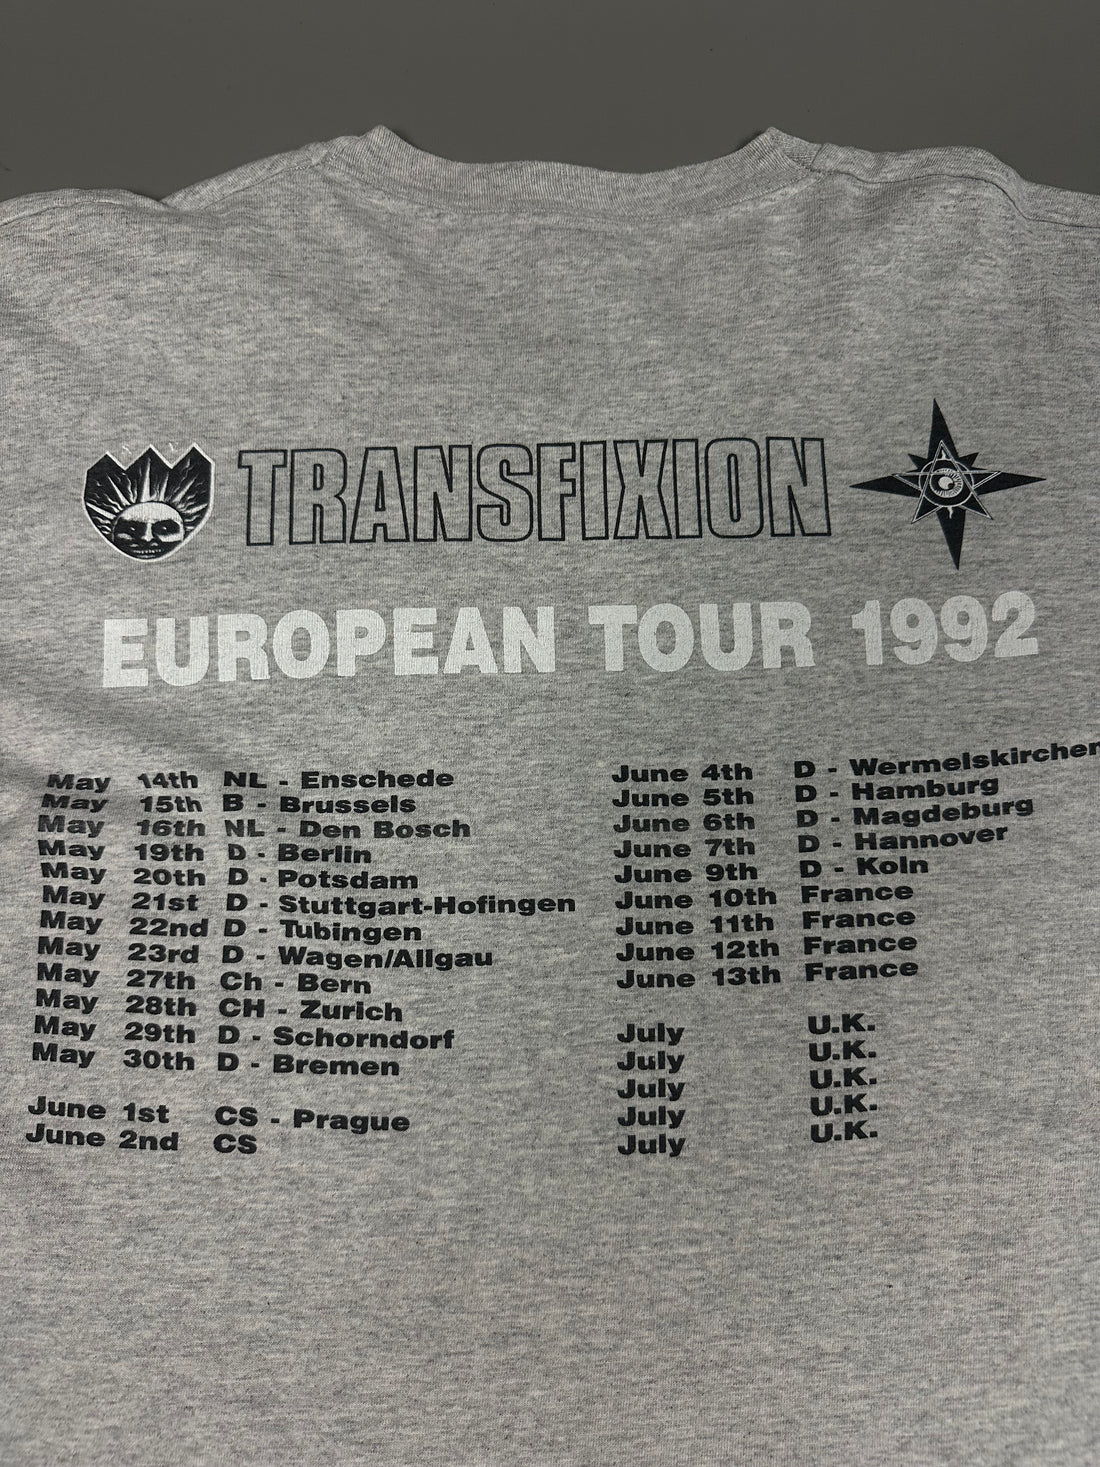 TRANSFIXION
EUROPEAN TOUR 1992
May 14th NL - Enschede
May 15th B - Brussels
May 16th NL - Den Bosch
May 19th D - Berlin
May 20th D - Potsdam
May 21st D - Stuttgart-Hofingen
May 22nd D - Tubingen
May 23rd D - Wagen/Allgau
May 27th Ch - Bern
May 28th CH - Zurich
May 29th D - Schorndorf
May 30th D - Bremen
June 1st CS - Prague
June 2nd CS
June 4th D - Wermelskirchen
June 5th D - Hamburg
June 6th D - Magdeburg
June 7th D - Hannover
June 9th D - Koln
June 10th France
June 11th France
June 12th France
June 13th France
July U.K.
July U.K.
July U.K.
July U.K.
July U.K.